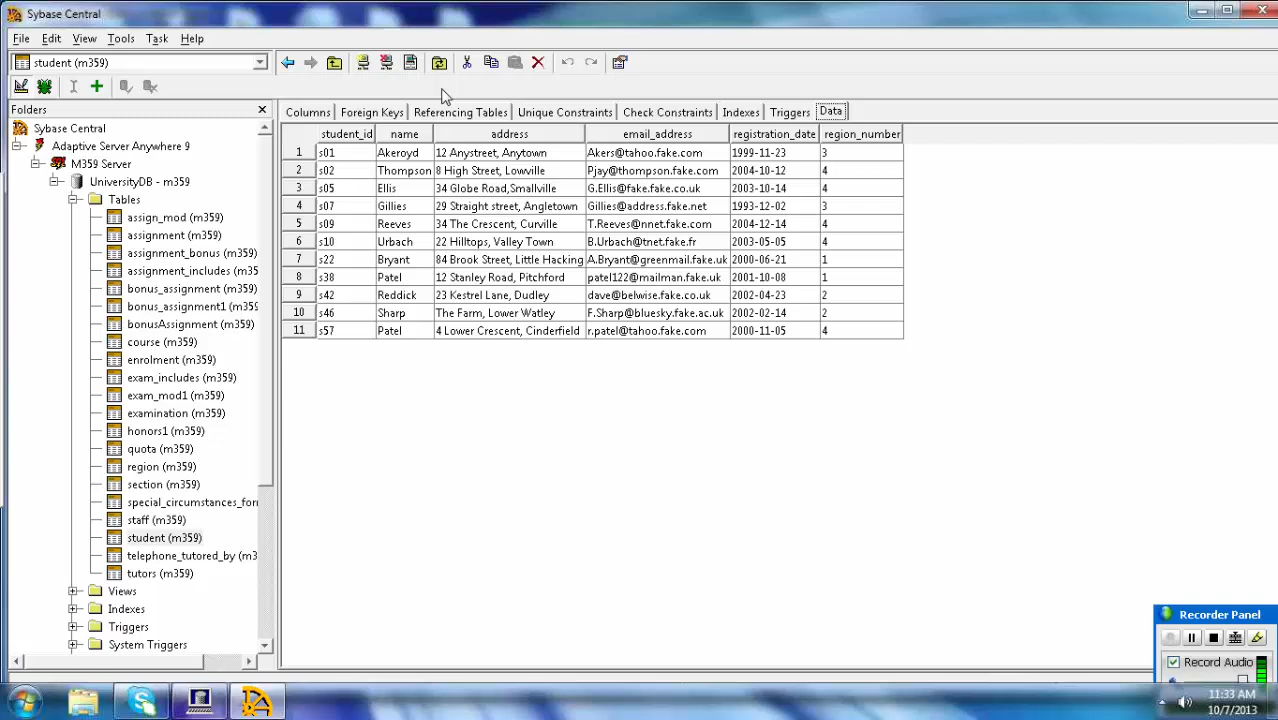 Sybase Central
File Edit View Tools Task Help
student (m359)
Folders
Columns Foreign Keys Referencing Tables Unique Constraints Check Constraints Indexes Triggers Data
Sybase Central
Adaptive Server Anywhere 9
M359 Server
UniversityDB - m359
Tables
assign_mod (m359)
assignment (m359)
assignment_bonus (m359)
assignment_includes (m35
bonus_assignment (m359)
bonus_assignment1 (m359
bonusAssignment (m359)
course (m359)
enrolment (m359)
exam_includes (m359)
exam_mod1 (m359)
examination (m359)
honors1 (m359)
quota (m359)
region (m359)
section (m359)
special_circumstances_for
staff (m359)
student (m359)
telephone_tutored_by (m3
tutors (m359)
Views
Indexes
Triggers
System Triggers
student_id name address email_address registration_date region_number
1 s01 Akeroyd 12 Anystreet, Anytown Akers@tahoo.fake.com 1999-11-23 3
2 s02 Thompson 8 High Street, Lowville Pjay@thompson.fake.com 2004-10-12 4
3 s05 Ellis 34 Globe Road,Smallville G.Ellis@fake.fake.co.uk 2003-10-14 4
4 s07 Gillies 29 Straight street, Angletown Gillies@address.fake.net 1993-12-02 3
5 s09 Reeves 34 The Crescent, Curville T.Reeves@nnet.fake.com 2004-12-14 4
6 s10 Urbach 22 Hilltops, Valley Town B.Urbach@tnet.fake.fr 2003-05-05 4
7 s22 Bryant 84 Brook Street, Little Hacking A.Bryant@greenmail.fake.uk 2000-06-21 1
8 s38 Patel 12 Stanley Road, Pitchford patel122@mailman.fake.uk 2001-10-08 1
9 s42 Reddick 23 Kestrel Lane, Dudley dave@belwise.fake.co.uk 2002-04-23 2
10 s46 Sharp The Farm, Lower Watley F.Sharp@bluesky.fake.ac.uk 2002-02-14 2
11 s57 Patel 4 Lower Crescent, Cinderfield r.patel@tahoo.fake.com 2000-11-05 4
Recorder Panel
Record Audio
11:33 AM
10/7/2013